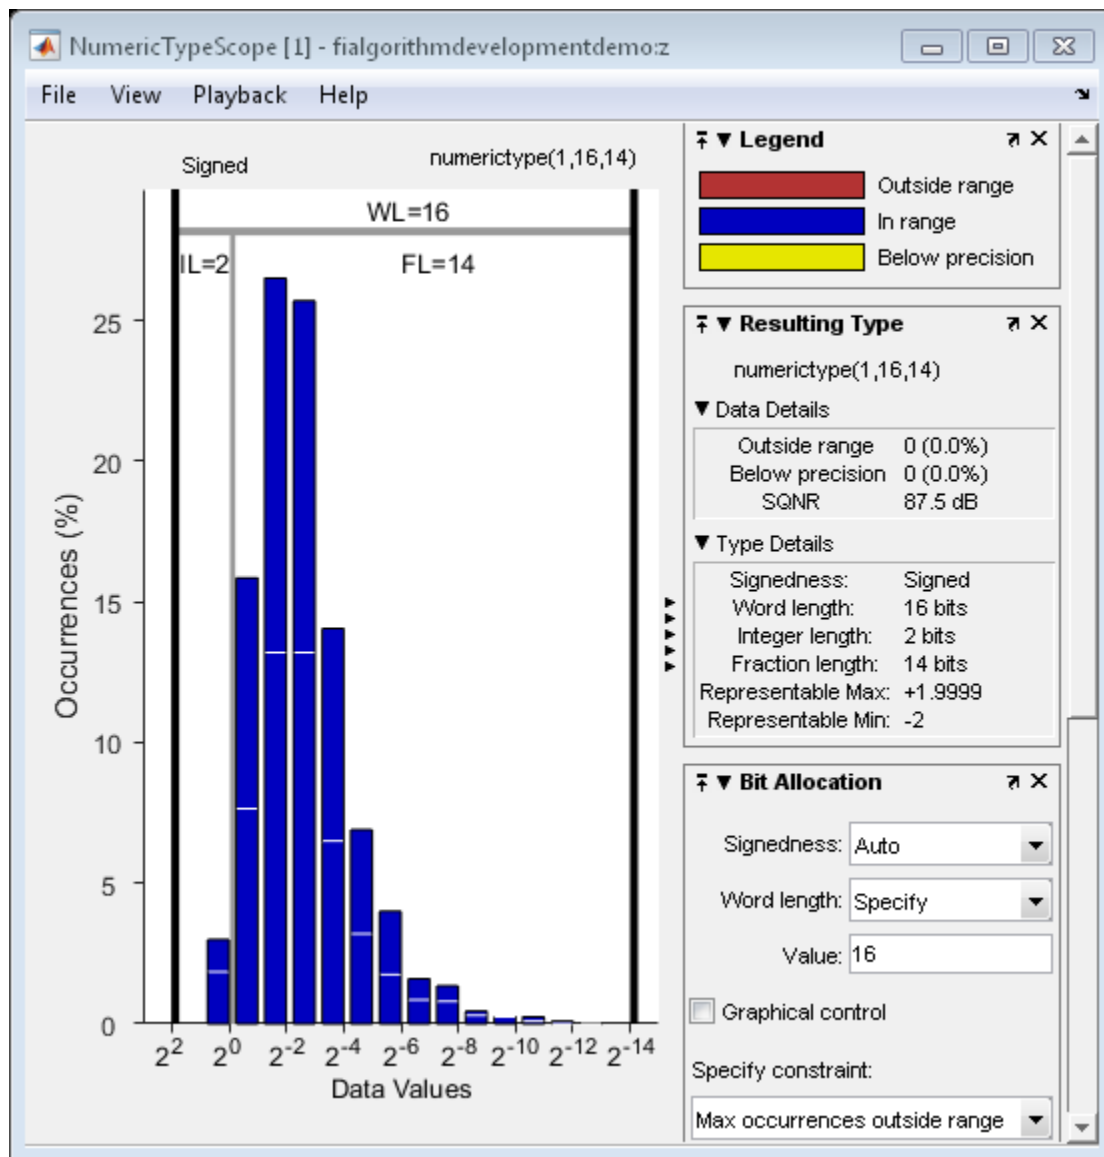 NumericTypeScope [1] - fialgorithmdevelopmentdemo:z
File View Playback Help
Signed numerictype(1,16,14)
WL=16
IL=2 FL=14
Occurrences (%)
25
20
15
10
5
0
2^2 2^0 2^-2 2^-4 2^-6 2^-8 2^-10 2^-12 2^-14
Data Values
Legend
Outside range
In range
Below precision
Resulting Type
numerictype(1,16,14)
Data Details
Outside range 0 (0.0%)
Below precision 0 (0.0%)
SQNR 87.5 dB
Type Details
Signedness: Signed
Word length: 16 bits
Integer length: 2 bits
Fraction length: 14 bits
Representable Max: +1.9999
Representable Min: -2
Bit Allocation
Signedness: Auto
Word length: Specify
Value: 16
Graphical control
Specify constraint:
Max occurrences outside range